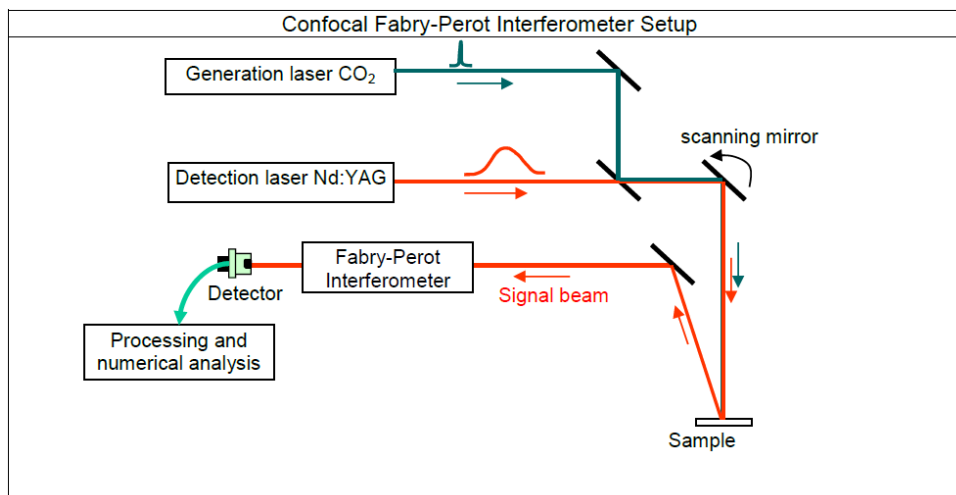 Confocal Fabry-Perot Interferometer Setup
Generation laser CO₂
scanning mirror
Detection laser Nd:YAG
Fabry-Perot
Interferometer
Detector
Signal beam
Processing and
numerical analysis
Sample